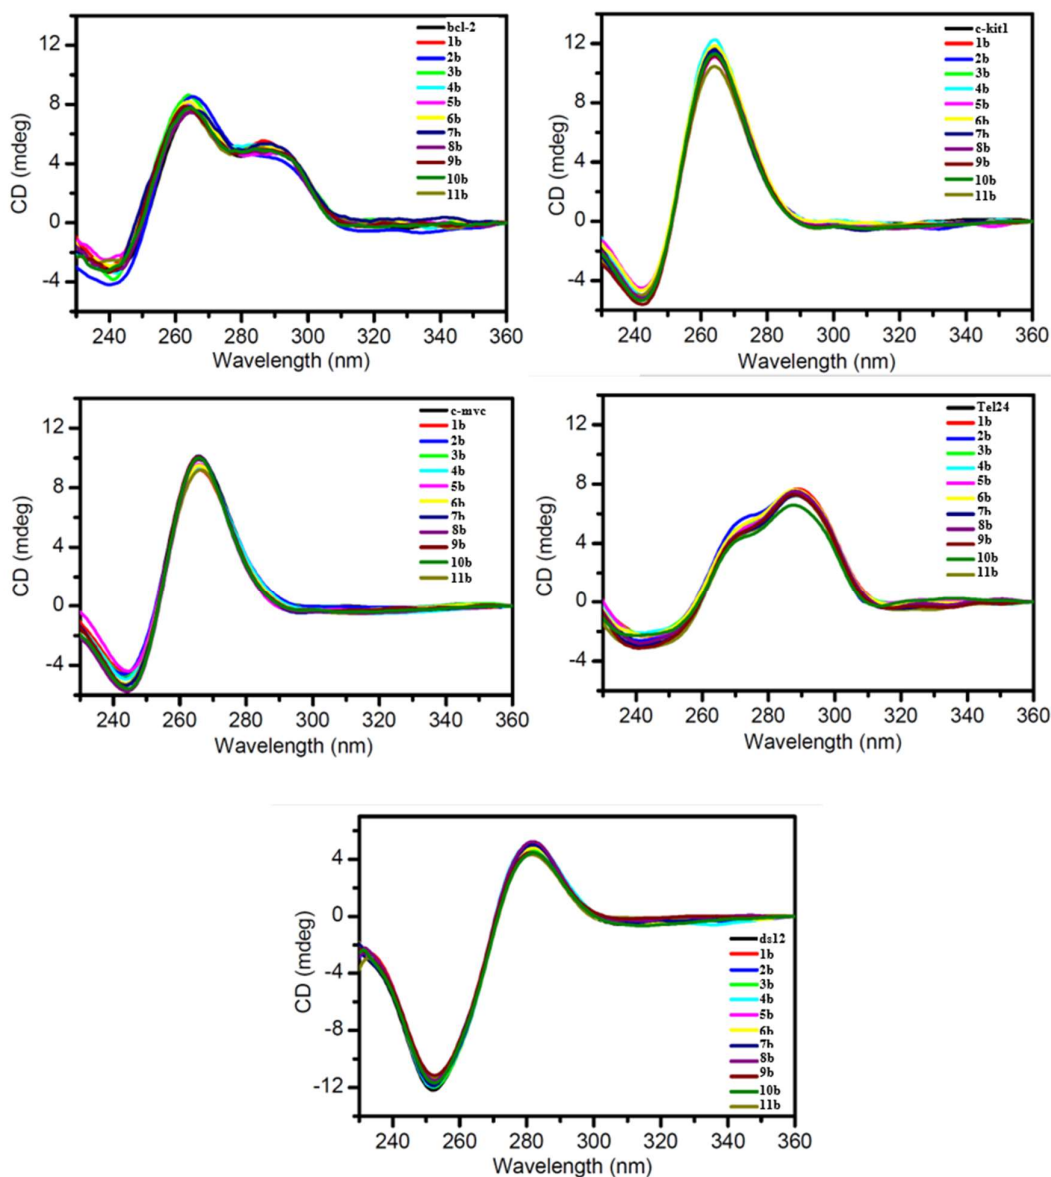 bcl-2
1b
2b
3b
4b
5b
6b
7b
8b
9b
10b
11b
12
8
4
0
-4
CD (mdeg)
240 260 280 300 320 340 360
Wavelength (nm)
c-kit1
1b
2b
3b
4b
5b
6b
7b
8b
9b
10b
11b
12
8
4
0
-4
CD (mdeg)
240 260 280 300 320 340 360
Wavelength (nm)
c-mvc
1b
2b
3b
4b
5b
6b
7b
8b
9b
10b
11b
12
8
4
0
-4
CD (mdeg)
240 260 280 300 320 340 360
Wavelength (nm)
Tel24
1b
2b
3b
4b
5b
6b
7b
8b
9b
10b
11b
12
8
4
0
-4
CD (mdeg)
240 260 280 300 320 340 360
Wavelength (nm)
4
0
-4
-8
-12
CD (mdeg)
ds12
1b
2b
3b
4b
5b
6b
7b
8b
9b
10b
11b
240 260 280 300 320 340 360
Wavelength (nm)